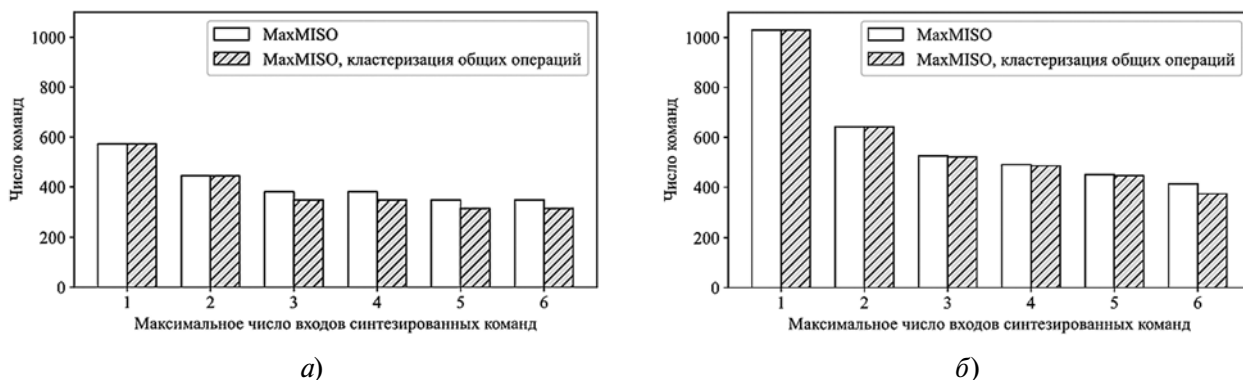 1000
800
600
400
200
0
Число команд
MaxMISO
MaxMISO, кластеризация общих операций
1 2 3 4 5 6
Максимальное число входов синтезированных команд
а)
1000
800
600
400
200
0
Число команд
MaxMISO
MaxMISO, кластеризация общих операций
1 2 3 4 5 6
Максимальное число входов синтезированных команд
б)